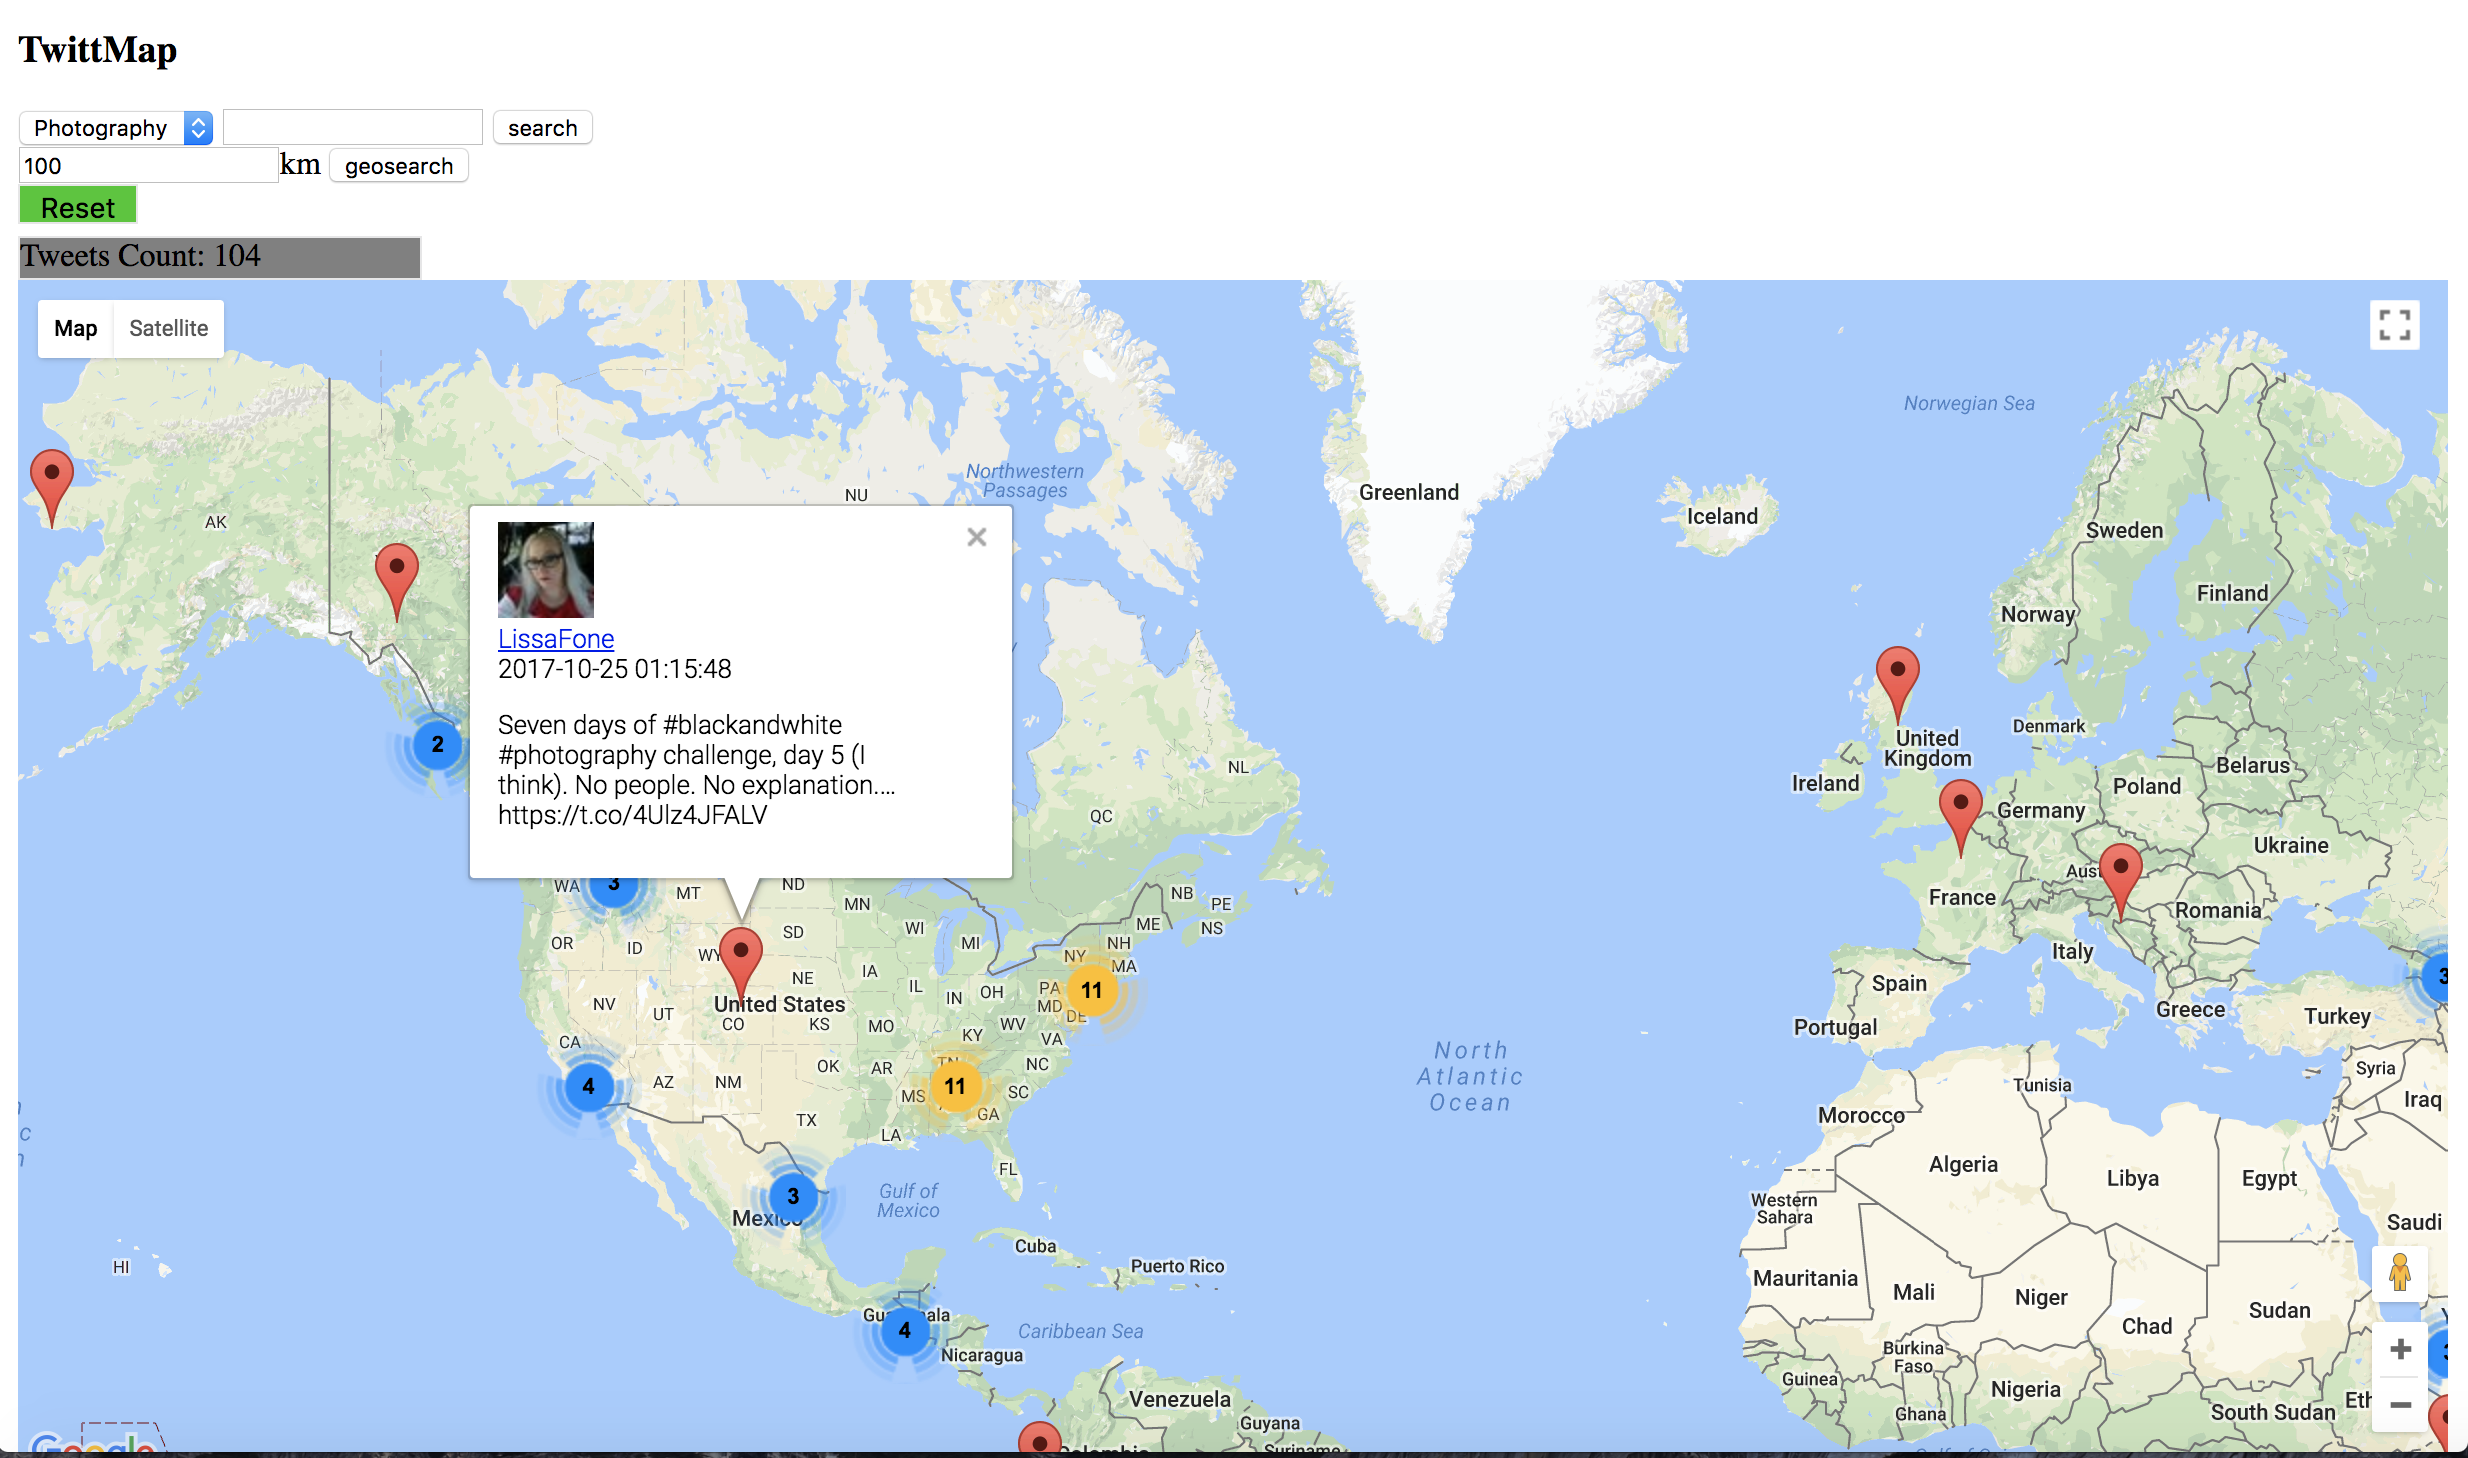 TwittMap
Photography
search
100 km geosearch
Reset
Tweets Count: 104
Map Satellite
Norwegian Sea
Northwestern
Passages
NU
Greenland
AK
Iceland
Sweden
Finland
Norway
LissaFone
2017-10-25 01:15:48
Seven days of #blackandwhite
#photography challenge, day 5 (I
think). No people. No explanation....
https://t.co/4Ulz4JFALV
2
United
Kingdom
Denmark
Ireland
NL
Belarus
Poland
Germany
QC
Ukraine
WA
3
MT
ND
MN
NB
PE
NS
ME
France
Romania
OR
ID
WY
SD
WI
MI
NH
NY
MA
Italy
NE
IA
IL
IN
OH
PA
MD
DE
11
Spain
3
NV
UT
United States
CO
KS
MO
KY
WV
VA
Portugal
Greece
Turkey
CA
4
AZ
NM
OK
AR
TN
NC
MS
11
SC
GA
North
Atlantic
Ocean
Tunisia
Syria
Iraq
Morocco
TX
LA
FL
Algeria
Libya
Egypt
3
Mexico
Gulf of
Mexico
Western
Sahara
Saudi
HI
Cuba
Puerto Rico
Mauritania
Mali
Niger
Sudan
Chad
4
Caribbean Sea
Nicaragua
Burkina
Faso
Guinea
Nigeria
Venezuela
Ghana
South Sudan
Guyana
Suriname
Colombia
Google